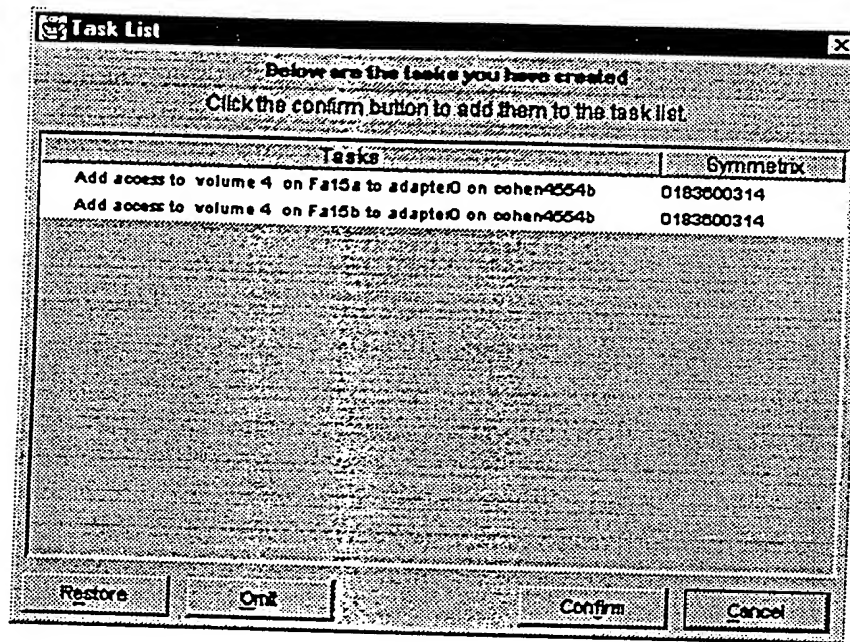 Task List
Below are the tasks you have created
Click the confirm button to add them to the task list.
Tasks Symmetrix
Add access to volume 4 on Fa15a to adapter0 on cohen4554b 0183600314
Add access to volume 4 on Fa15b to adapter0 on cohen4554b 0183600314
Restore Omit Confirm Cancel